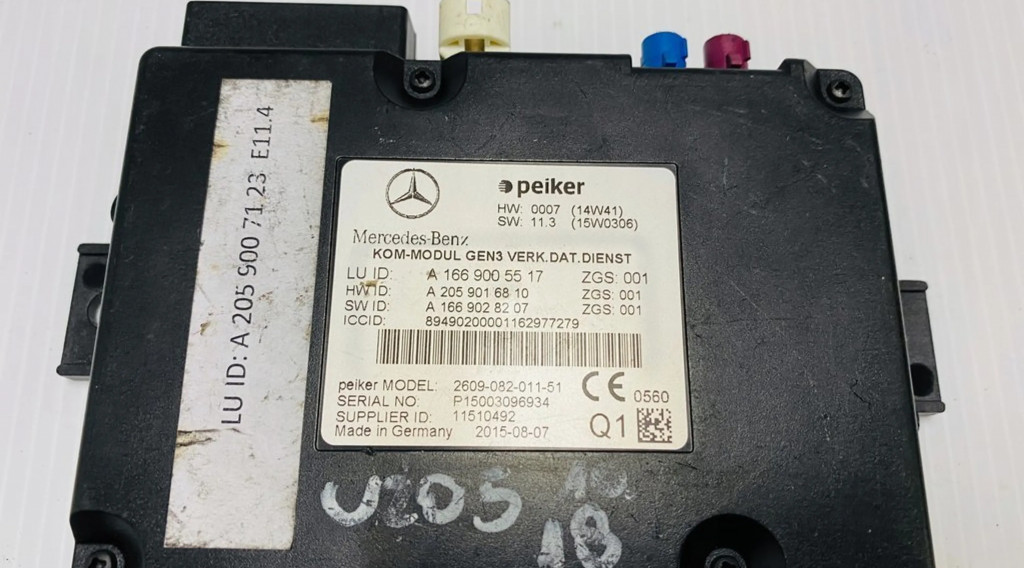 LU ID: A 205 900 71 23 E11.4
peiker
HW: 0007 (14W41)
SW: 11.3 (15W0306)
Mercedes-Benz
KOM-MODUL GEN3 VERK.DAT.DIENST
LU ID: A 166 900 55 17 ZGS: 001
HW ID: A 205 901 68 10 ZGS: 001
SW ID: A 166 902 82 07 ZGS: 001
ICCID: 89490200001162977279
peiker MODEL: 2609-082-011-51
SERIAL NO: P15003096934
SUPPLIER ID: 11510492
Made in Germany 2015-08-07
CE 0560
Q1
U205
18